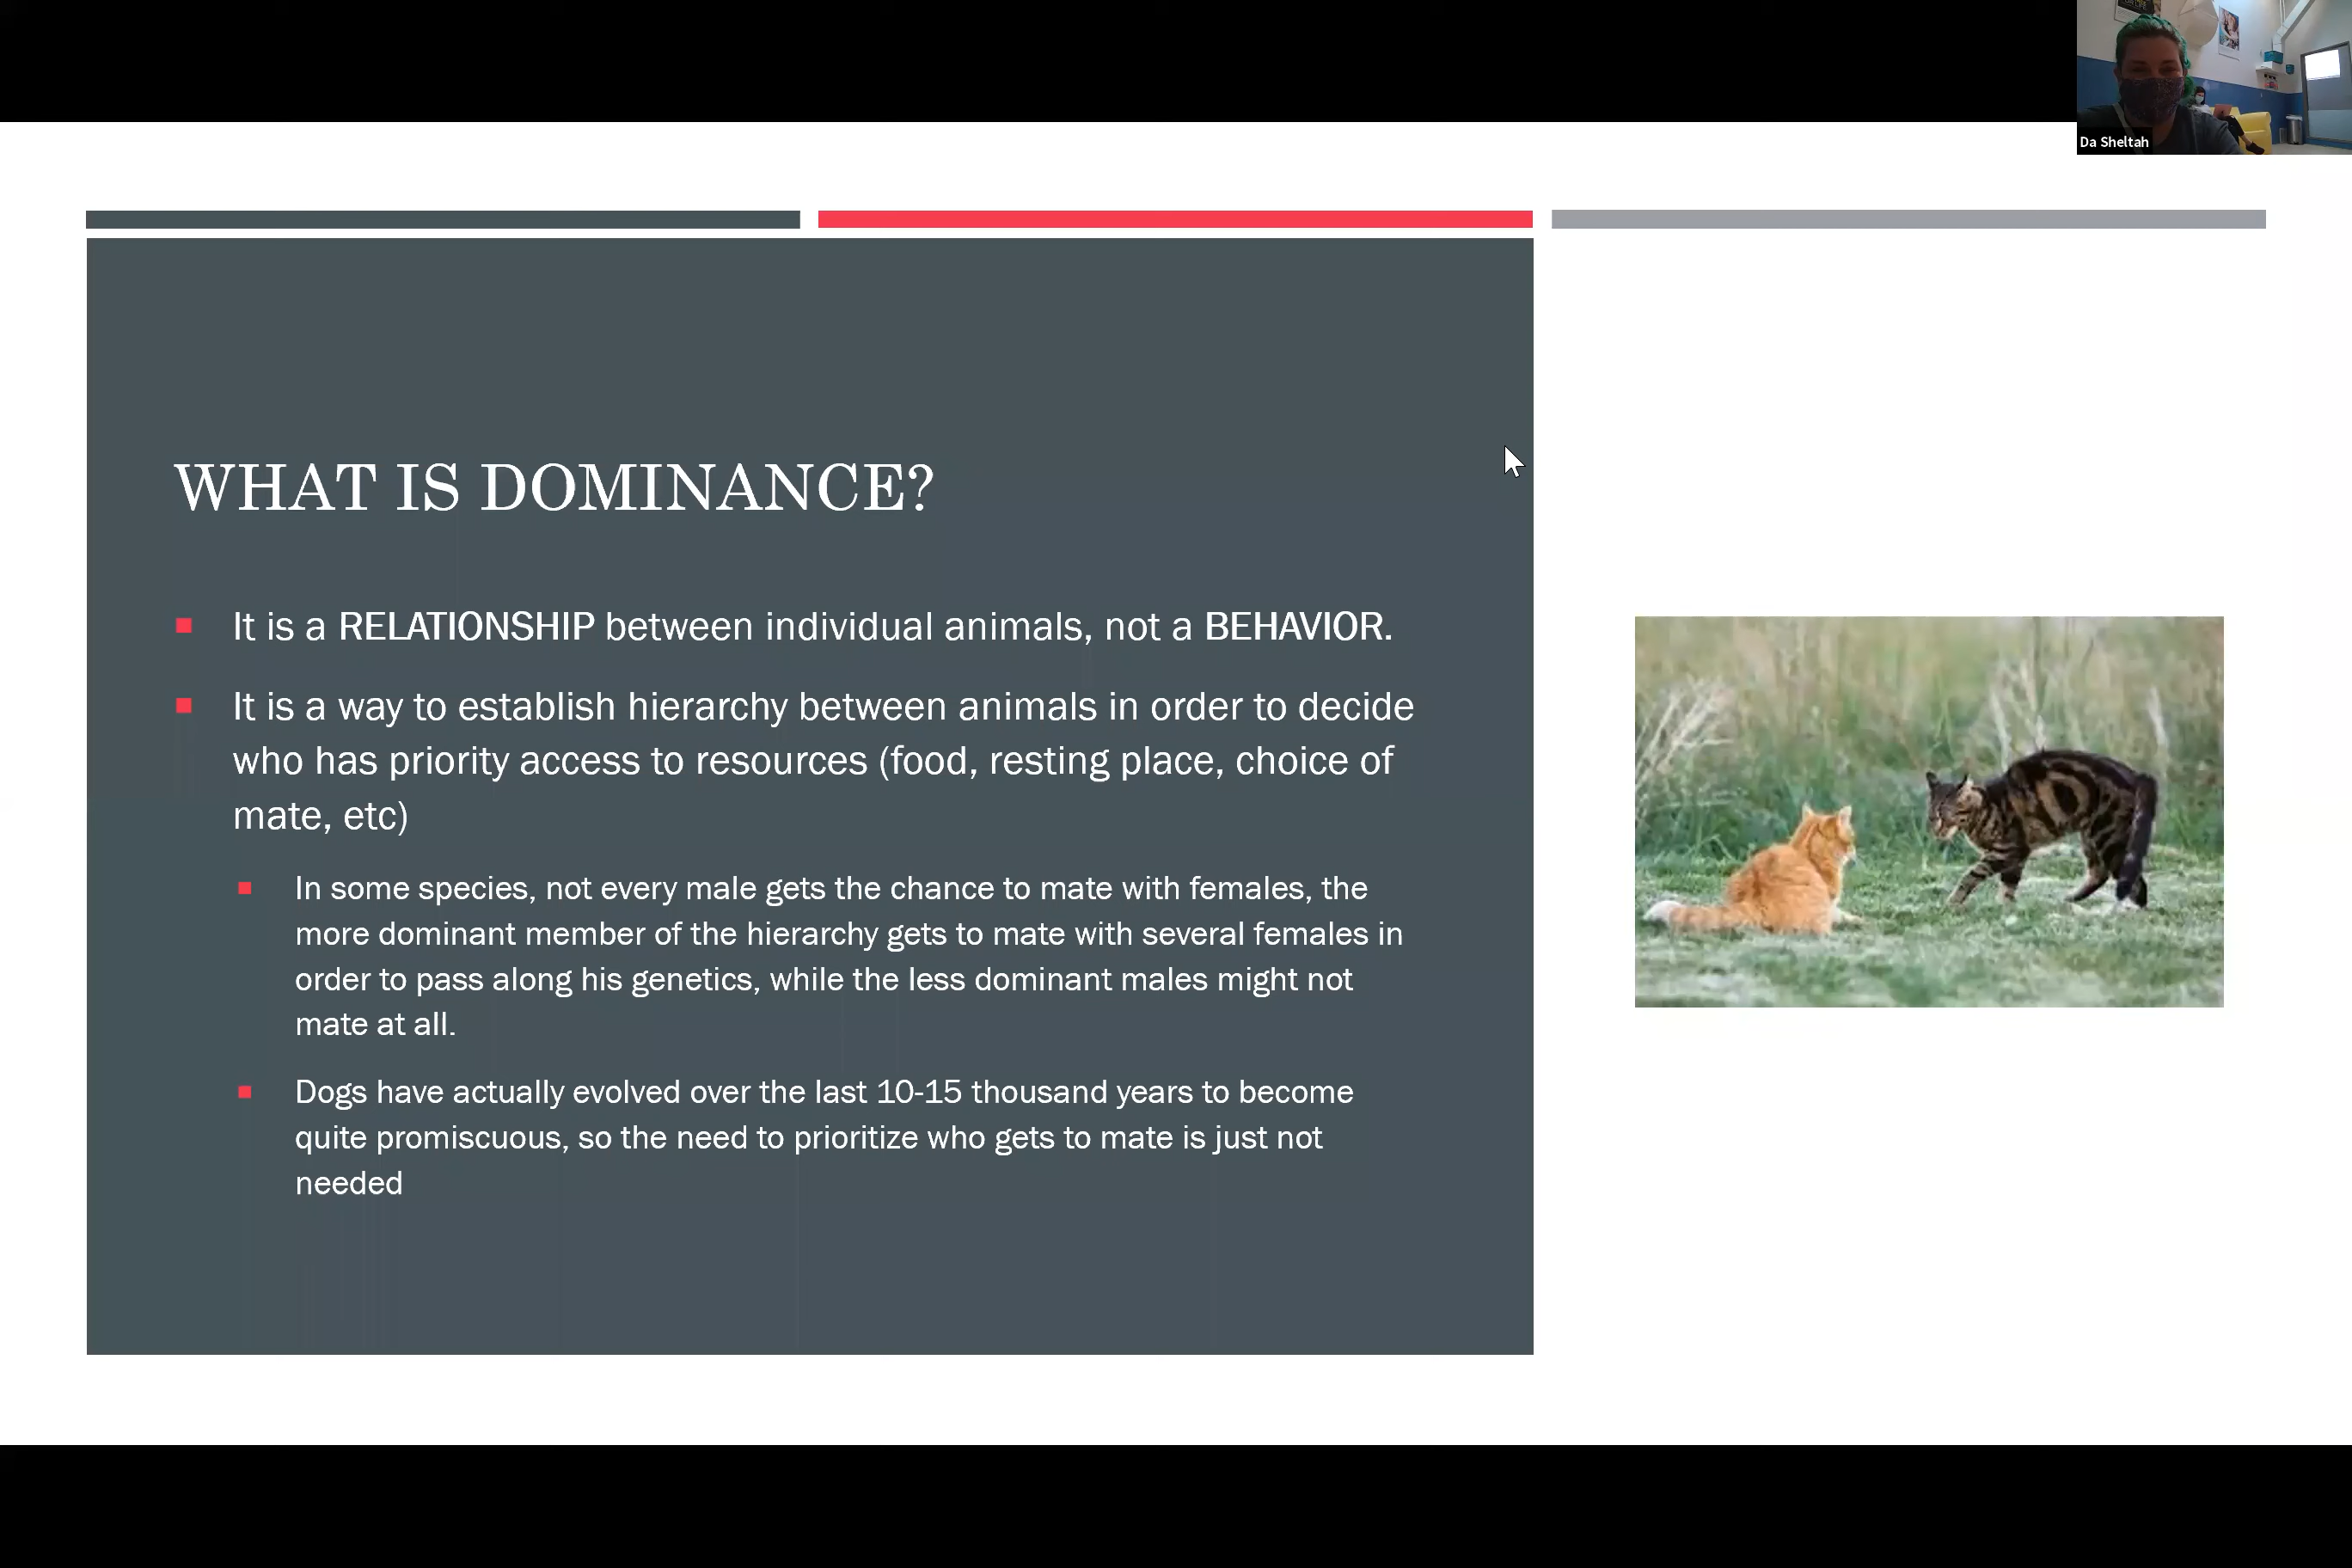 Da Sheltah
WHAT IS DOMINANCE?
It is a RELATIONSHIP between individual animals, not a BEHAVIOR.
It is a way to establish hierarchy between animals in order to decide
who has priority access to resources (food, resting place, choice of
mate, etc)
In some species, not every male gets the chance to mate with females, the
more dominant member of the hierarchy gets to mate with several females in
order to pass along his genetics, while the less dominant males might not
mate at all.
Dogs have actually evolved over the last 10-15 thousand years to become
quite promiscuous, so the need to prioritize who gets to mate is just not
needed